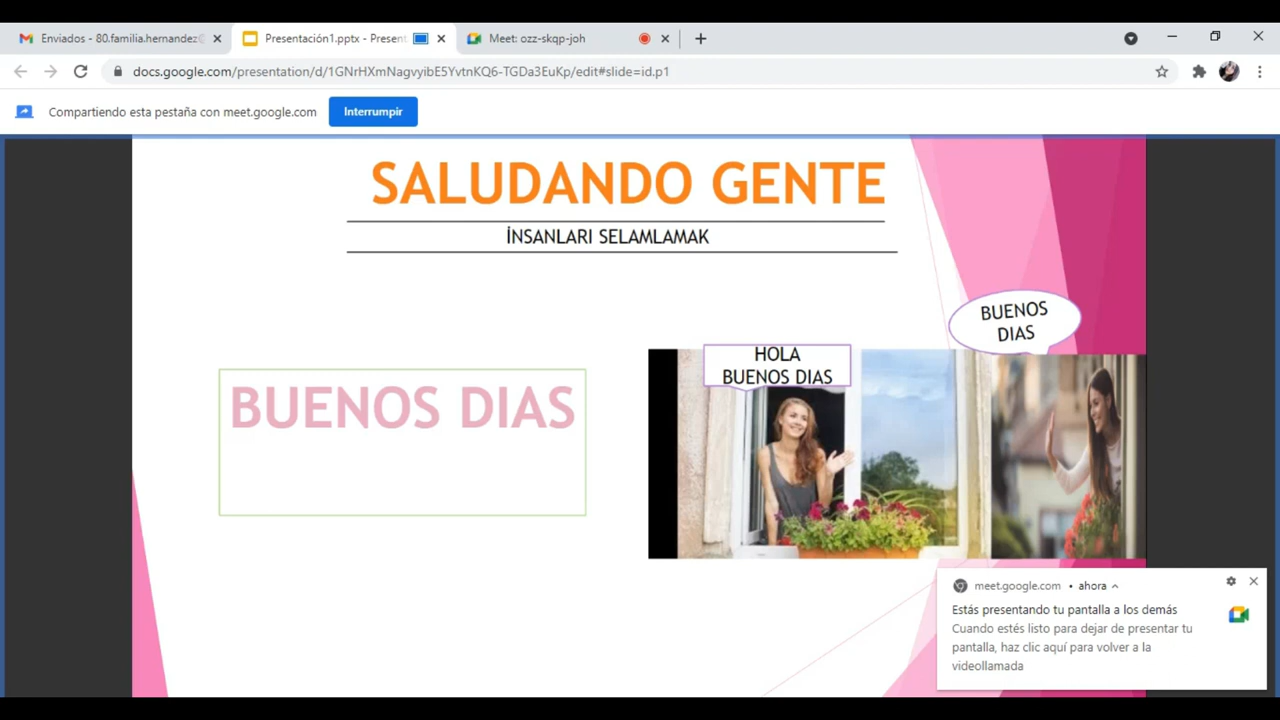 Enviados - 80.familia.hernandez@
Presentación1.pptx - Present
Meet: ozz-skqp-joh
docs.google.com/presentation/d/1GNrHXmNagvyibE5YvtnKQ6-TGDa3EuKp/edit#slide=id.p1
Compartiendo esta pestaña con meet.google.com
Interrumpir
SALUDANDO GENTE
İNSANLARI SELAMLAMAK
BUENOS
DIAS
HOLA
BUENOS DIAS
BUENOS DIAS
meet.google.com • ahora
Estás presentando tu pantalla a los demás
Cuando estés listo para dejar de presentar tu
pantalla, haz clic aquí para volver a la
videollamada